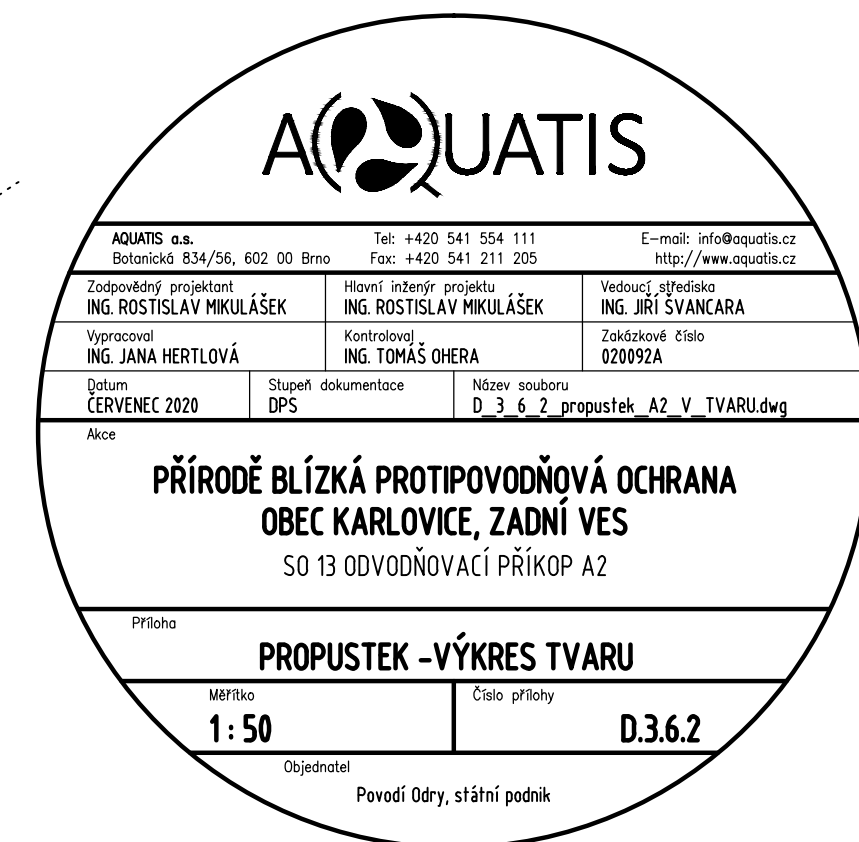 AQUATIS
AQUATIS a.s. Tel: +420 541 554 111 E-mail: info@aquatis.cz
Botanická 834/56, 602 00 Brno Fax: +420 541 211 205 http://www.aquatis.cz
Zodpovědný projektant Hlavní inženýr projektu Vedoucí střediska
ING. ROSTISLAV MIKULÁŠEK ING. ROSTISLAV MIKULÁŠEK ING. JIŘÍ ŠVANCARA
Vypracoval Kontroloval Zakázkové číslo
ING. JANA HERTLOVÁ ING. TOMÁŠ OHERA 020092A
Datum Stupeň dokumentace Název souboru
ČERVENEC 2020 DPS D_3_6_2_propustek_A2_V_TVARU.dwg
Akce
PŘÍRODĚ BLÍZKÁ PROTIPOVODŇOVÁ OCHRANA
OBEC KARLOVICE, ZADNÍ VES
SO 13 ODVODŇOVACÍ PŘÍKOP A2
Příloha
PROPUSTEK -VÝKRES TVARU
Měřítko Číslo přílohy
1 : 50 D.3.6.2
Objednatel
Povodí Odry, státní podnik